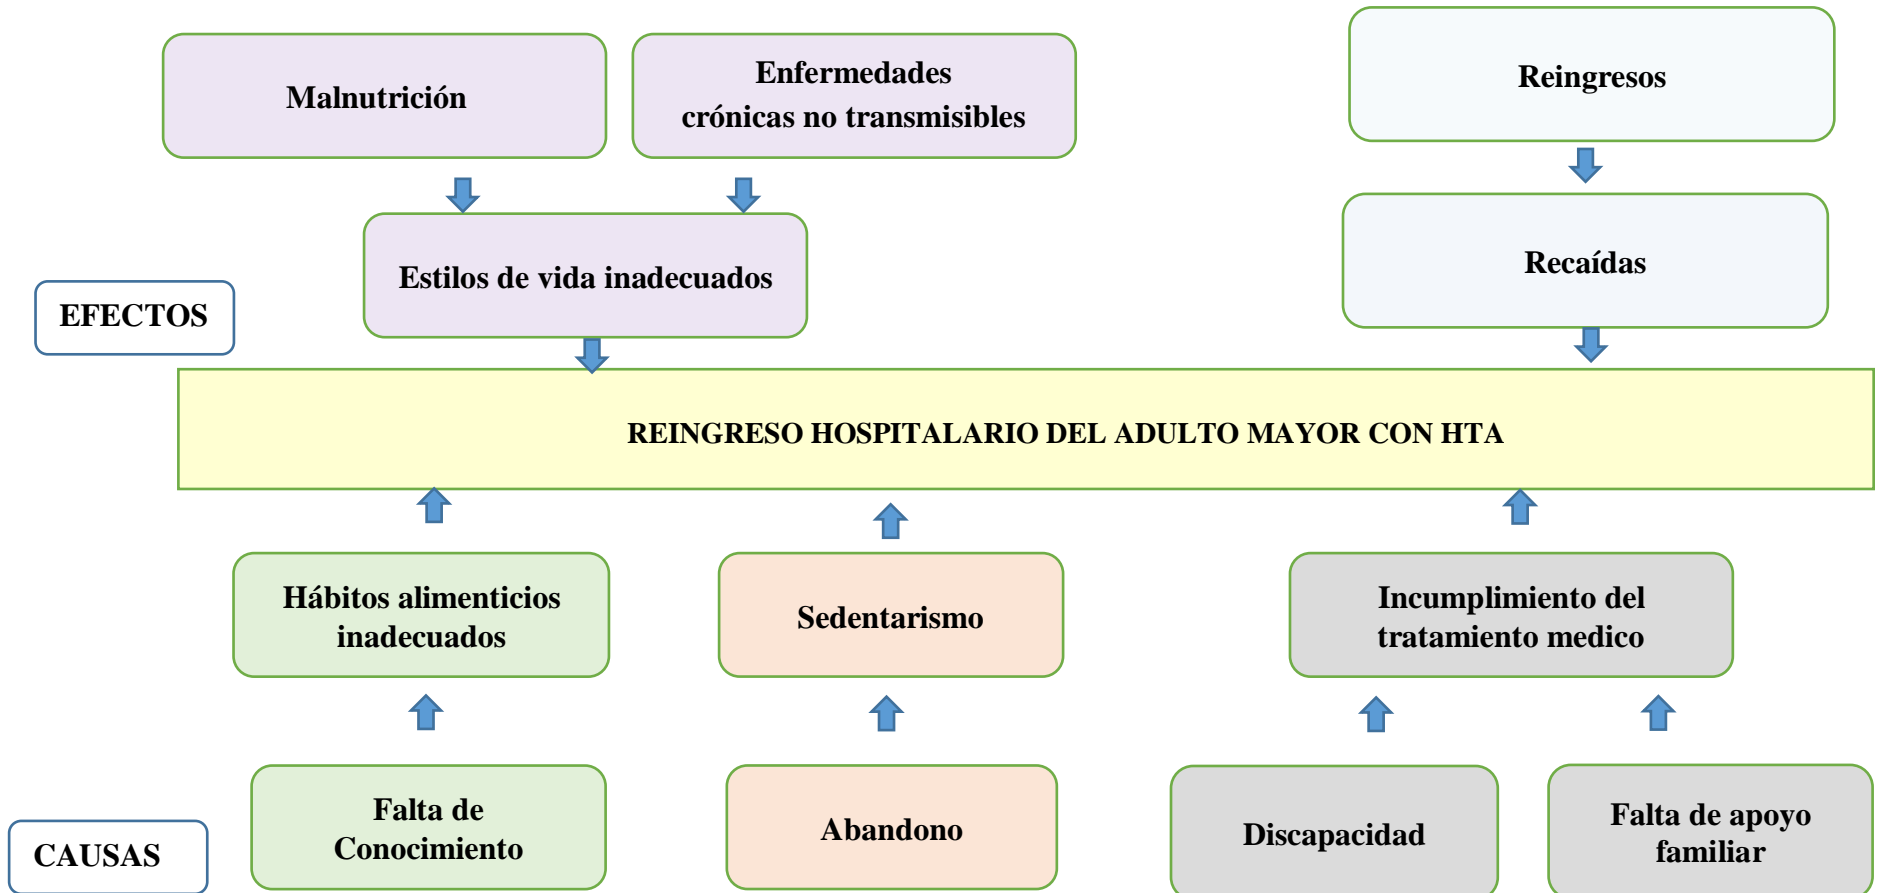 Malnutrición
Enfermedades
crónicas no transmisibles
Reingresos
Estilos de vida inadecuados
Recaídas
EFECTOS
REINGRESO HOSPITALARIO DEL ADULTO MAYOR CON HTA
Hábitos alimenticios
inadecuados
Sedentarismo
Incumplimiento del
tratamiento medico
Falta de
Conocimiento
Abandono
Discapacidad
Falta de apoyo
familiar
CAUSAS